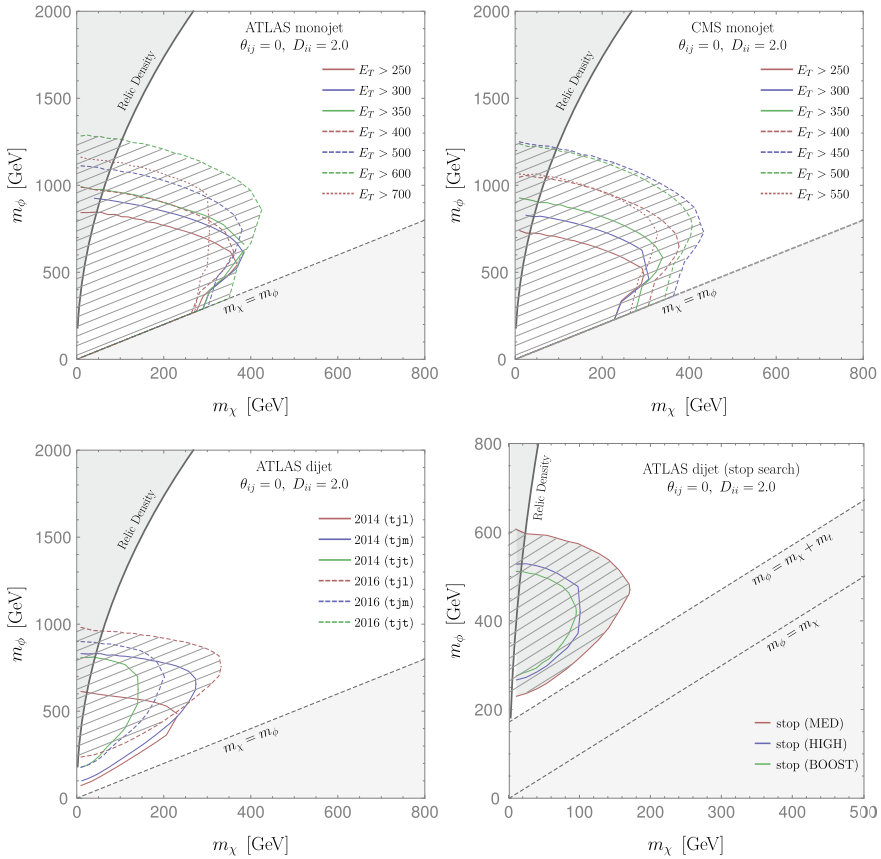 ATLAS monojet
θij = 0, Dii = 2.0
Relic Density
ET > 250
ET > 300
ET > 350
ET > 400
ET > 500
ET > 600
ET > 700
mχ = mϕ
2000
1500
1000
500
0
0 200 400 600 800
mϕ [GeV]
mχ [GeV]
CMS monojet
θij = 0, Dii = 2.0
Relic Density
ET > 250
ET > 300
ET > 350
ET > 400
ET > 450
ET > 500
ET > 550
mχ = mϕ
2000
1500
1000
500
0
0 200 400 600 800
mϕ [GeV]
mχ [GeV]
ATLAS dijet
θij = 0, Dii = 2.0
Relic Density
2014 (tjl)
2014 (tjm)
2014 (tjt)
2016 (tjl)
2016 (tjm)
2016 (tjt)
mχ = mϕ
2000
1500
1000
500
0
0 200 400 600 800
mϕ [GeV]
mχ [GeV]
ATLAS dijet (stop search)
θij = 0, Dii = 2.0
Relic Density
mϕ = mχ + mt
mϕ = mχ
stop (MED)
stop (HIGH)
stop (BOOST)
800
600
400
200
0
0 100 200 300 400 500
mϕ [GeV]
mχ [GeV]